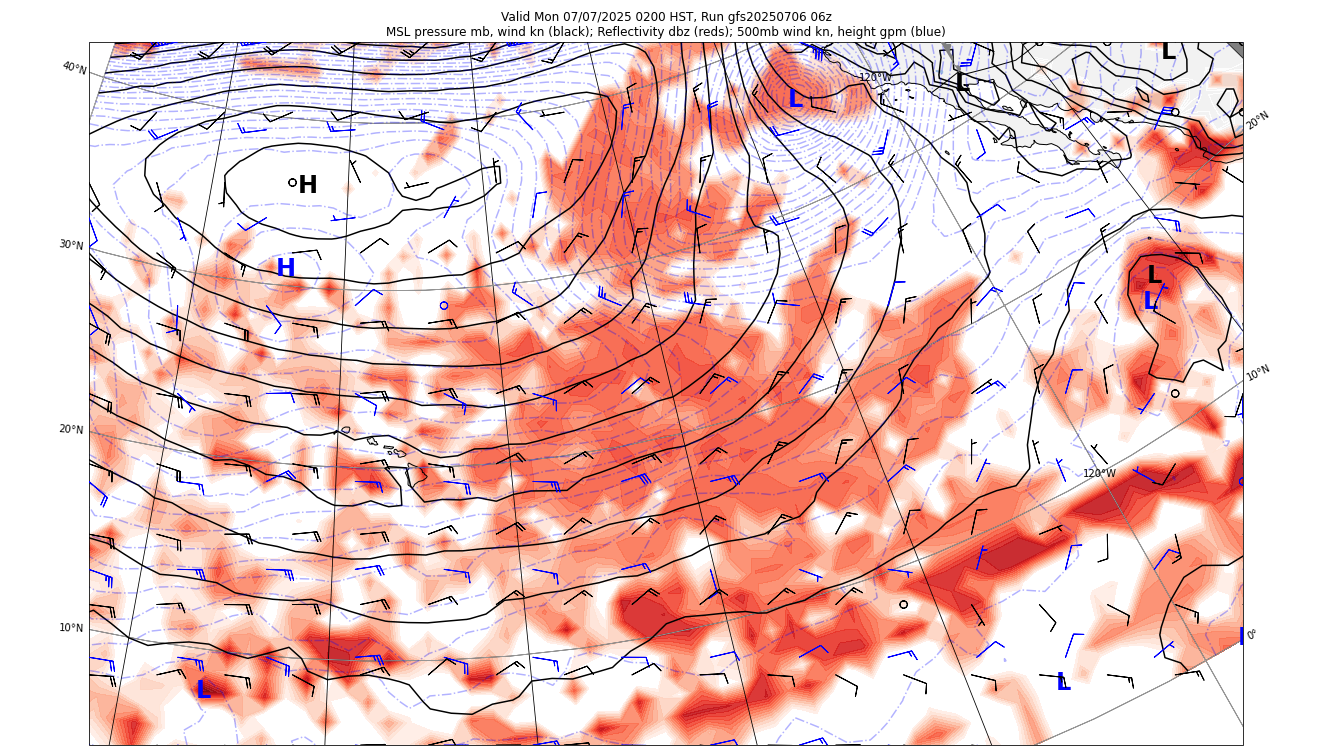 Valid Mon 07/07/2025 0200 HST, Run gfs20250706 06z
MSL pressure mb, wind kn (black); Reflectivity dbz (reds); 500mb wind kn, height gpm (blue)
L
40°N
120°W
L
L
20°N
H
30°N
H
L
L
10°N
20°N
120°W
10°N
0°
L
L